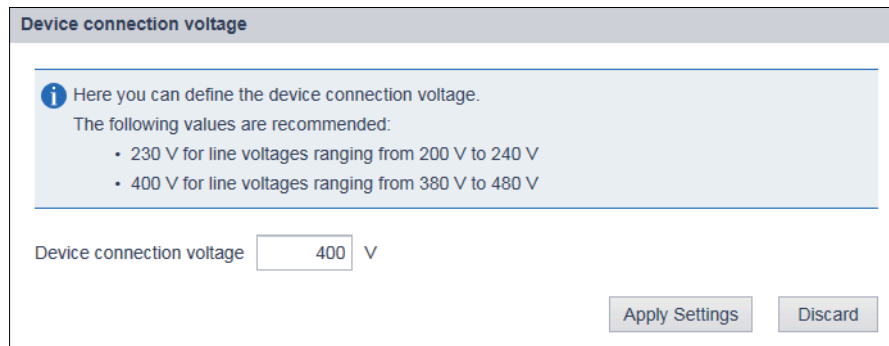 Device connection voltage
Here you can define the device connection voltage.
The following values are recommended:
• 230 V for line voltages ranging from 200 V to 240 V
• 400 V for line voltages ranging from 380 V to 480 V
Device connection voltage 400 V
Apply Settings Discard